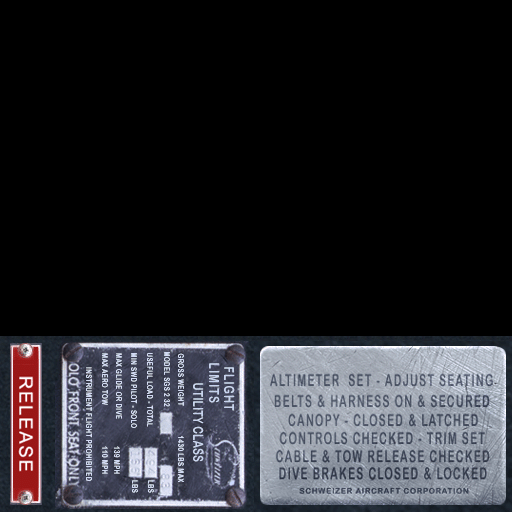 RELEASE
FLIGHT
LIMITS
UTILITY CLASS
GROSS WEIGHT 1430 LBS MAX
MODEL SGS 2 32
USEFUL LOAD - TOTAL LBS
MIN SWD PILOT - SOLO LBS
MAX GLIDE OR DIVE 139 MPH
MAX AERO TOW 110 MPH
INSTRUMENT FLIGHT PROHIBITED
OLO FRONT SEAT ONLY
ALTIMETER SET - ADJUST SEATING
BELTS & HARNESS ON & SECURED
CANOPY - CLOSED & LATCHED
CONTROLS CHECKED - TRIM SET
CABLE & TOW RELEASE CHECKED
DIVE BRAKES CLOSED & LOCKED
SCHWEIZER AIRCRAFT CORPORATION